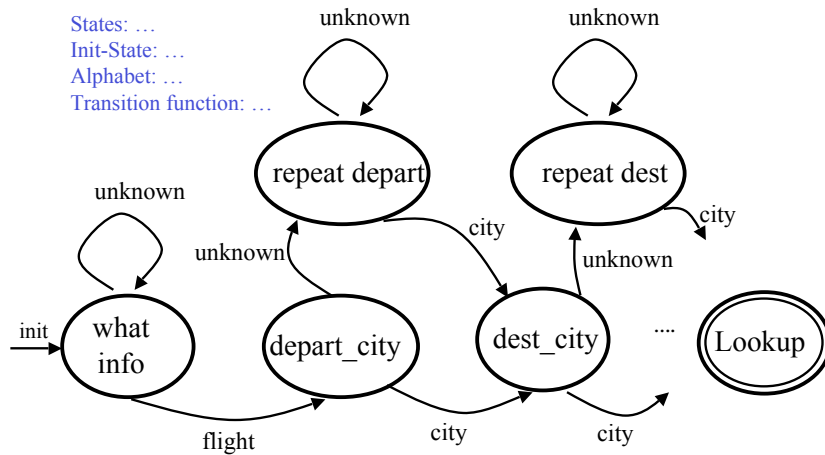 unknown
unknown
States: …
Init-State: …
Alphabet: …
Transition function: …
repeat depart
repeat dest
unknown
city
city
unknown
unknown
init
what
info
depart_city
dest_city
....
Lookup
flight
city
city